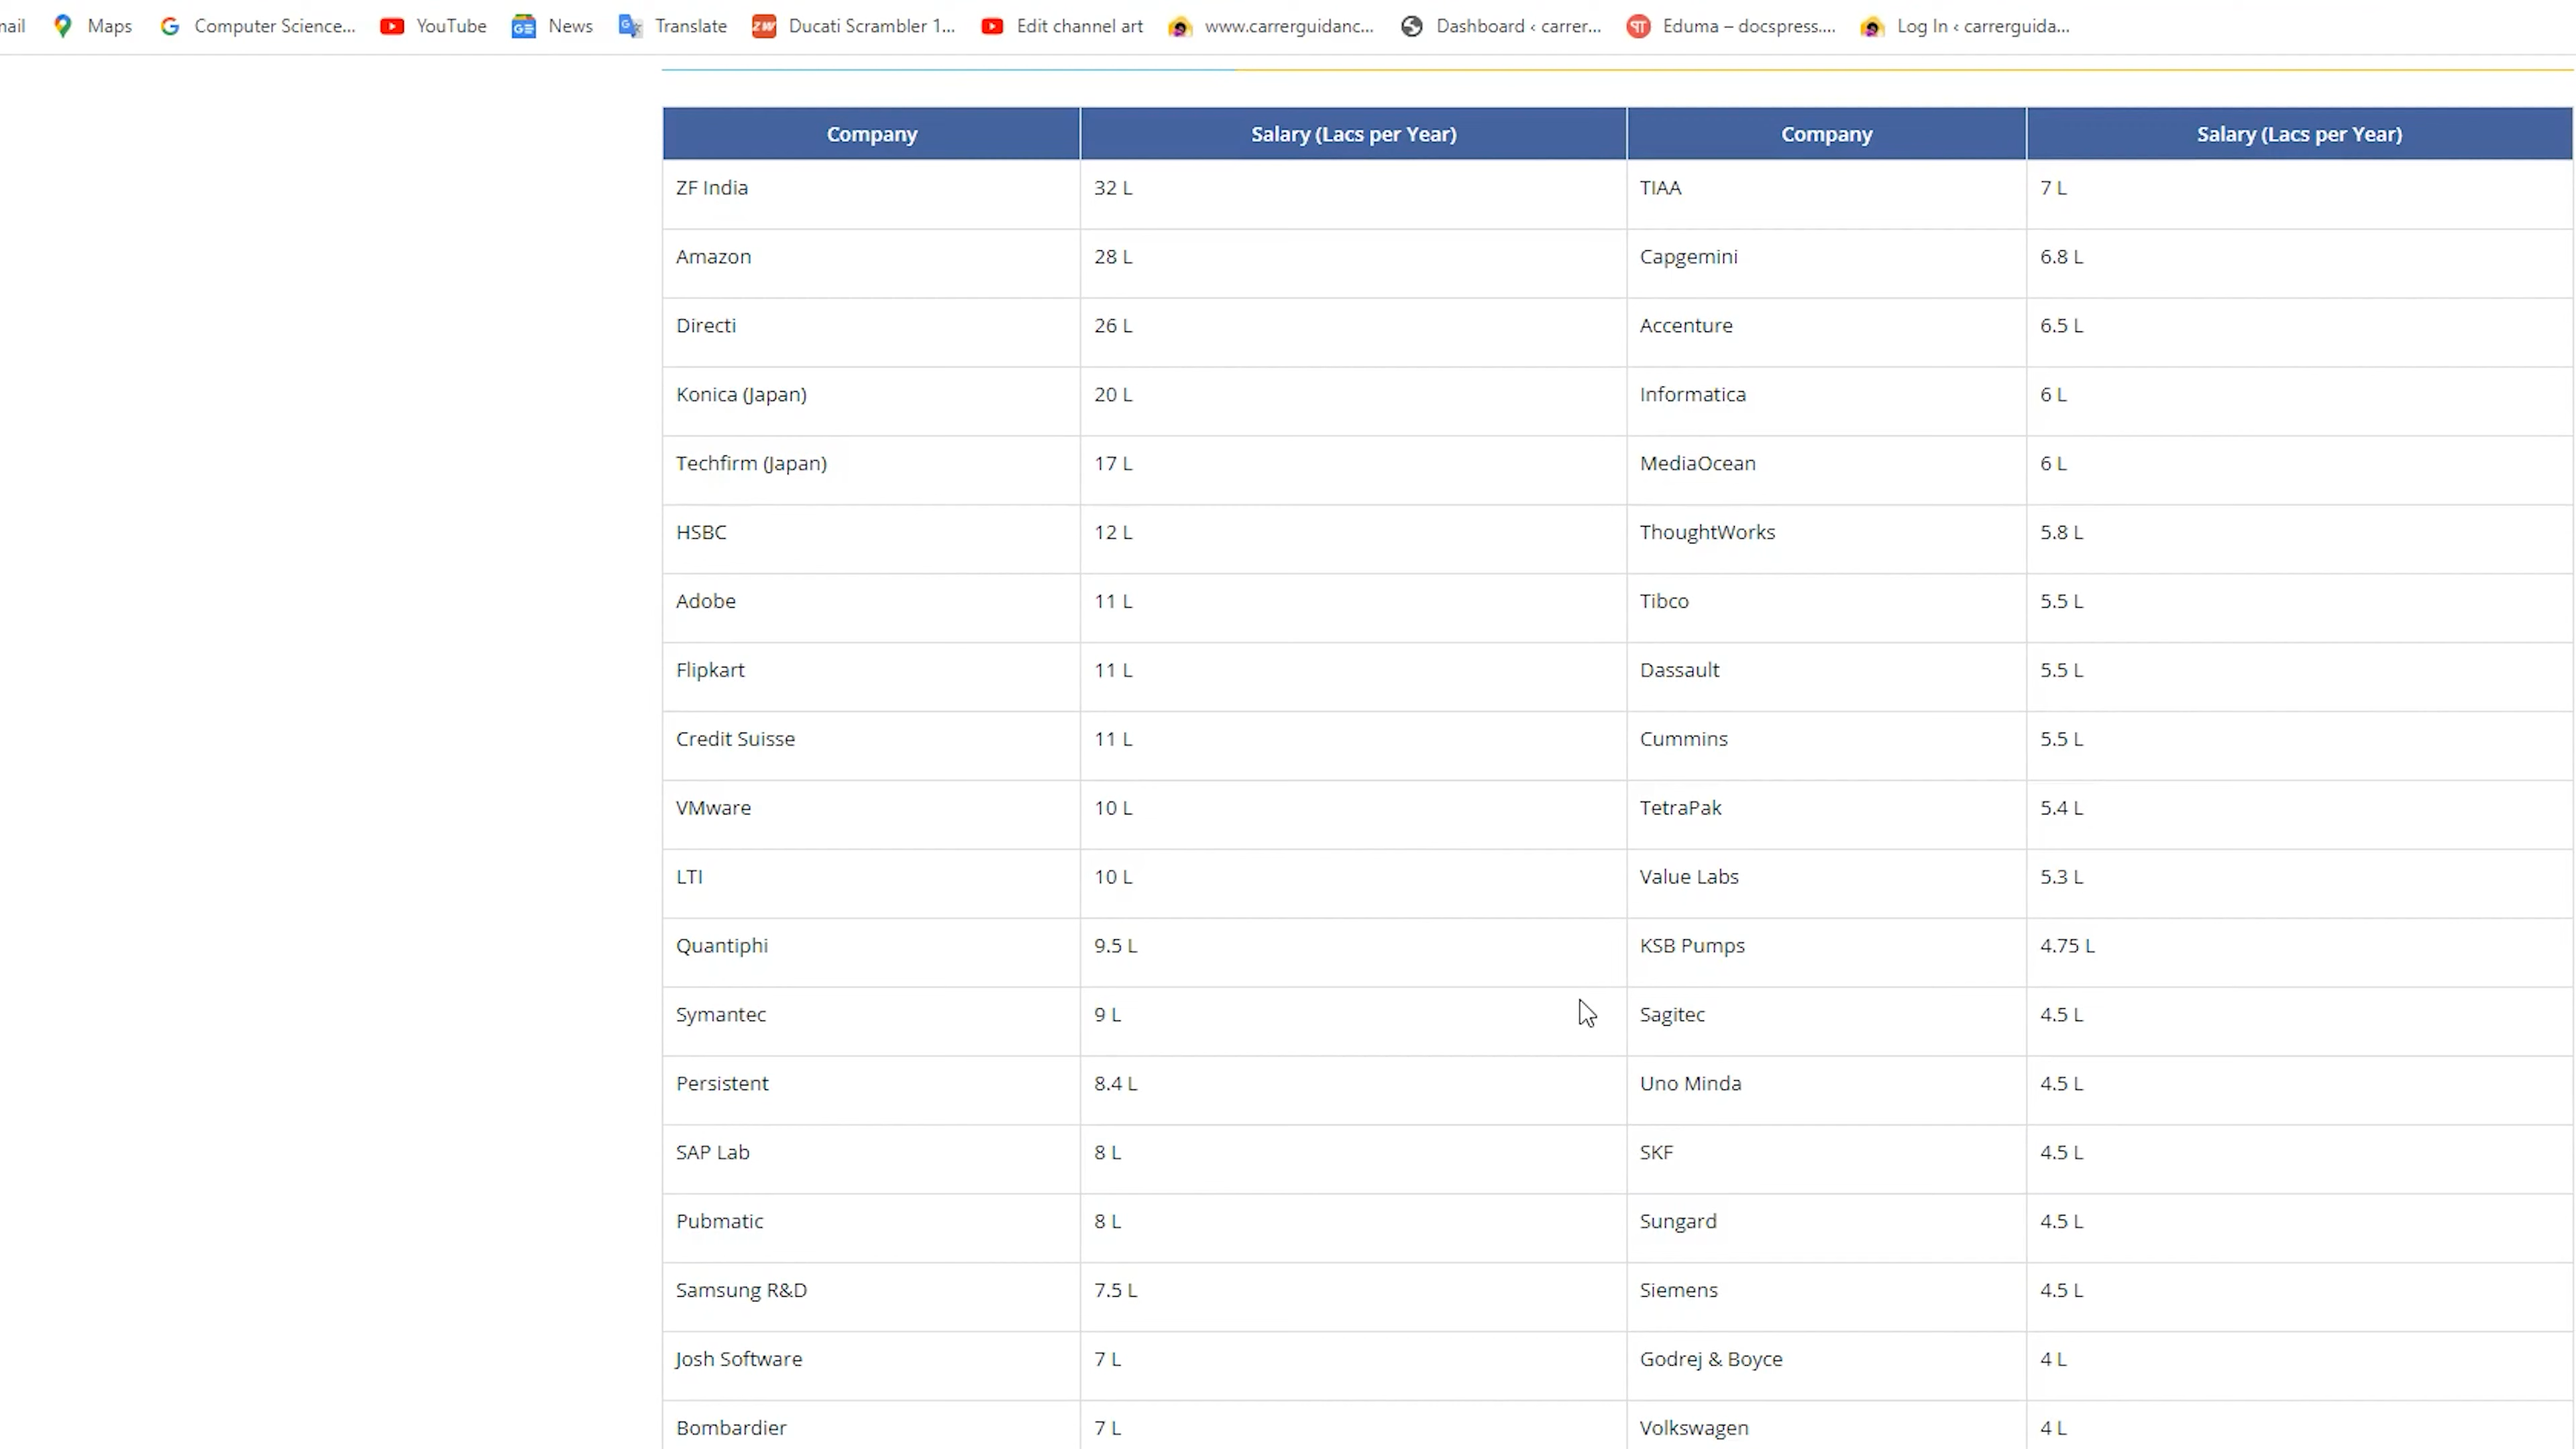 mail Maps Computer Science... YouTube News Translate Ducati Scrambler 1... Edit channel art www.carrerguidanc... Dashboard ‹ carrer... Eduma – docspress.... Log In ‹ carrerguida...
Company Salary (Lacs per Year) Company Salary (Lacs per Year)
ZF India 32 L TIAA 7 L
Amazon 28 L Capgemini 6.8 L
Directi 26 L Accenture 6.5 L
Konica (Japan) 20 L Informatica 6 L
Techfirm (Japan) 17 L MediaOcean 6 L
HSBC 12 L ThoughtWorks 5.8 L
Adobe 11 L Tibco 5.5 L
Flipkart 11 L Dassault 5.5 L
Credit Suisse 11 L Cummins 5.5 L
VMware 10 L TetraPak 5.4 L
LTI 10 L Value Labs 5.3 L
Quantiphi 9.5 L KSB Pumps 4.75 L
Symantec 9 L Sagitec 4.5 L
Persistent 8.4 L Uno Minda 4.5 L
SAP Lab 8 L SKF 4.5 L
Pubmatic 8 L Sungard 4.5 L
Samsung R&D 7.5 L Siemens 4.5 L
Josh Software 7 L Godrej & Boyce 4 L
Bombardier 7 L Volkswagen 4 L